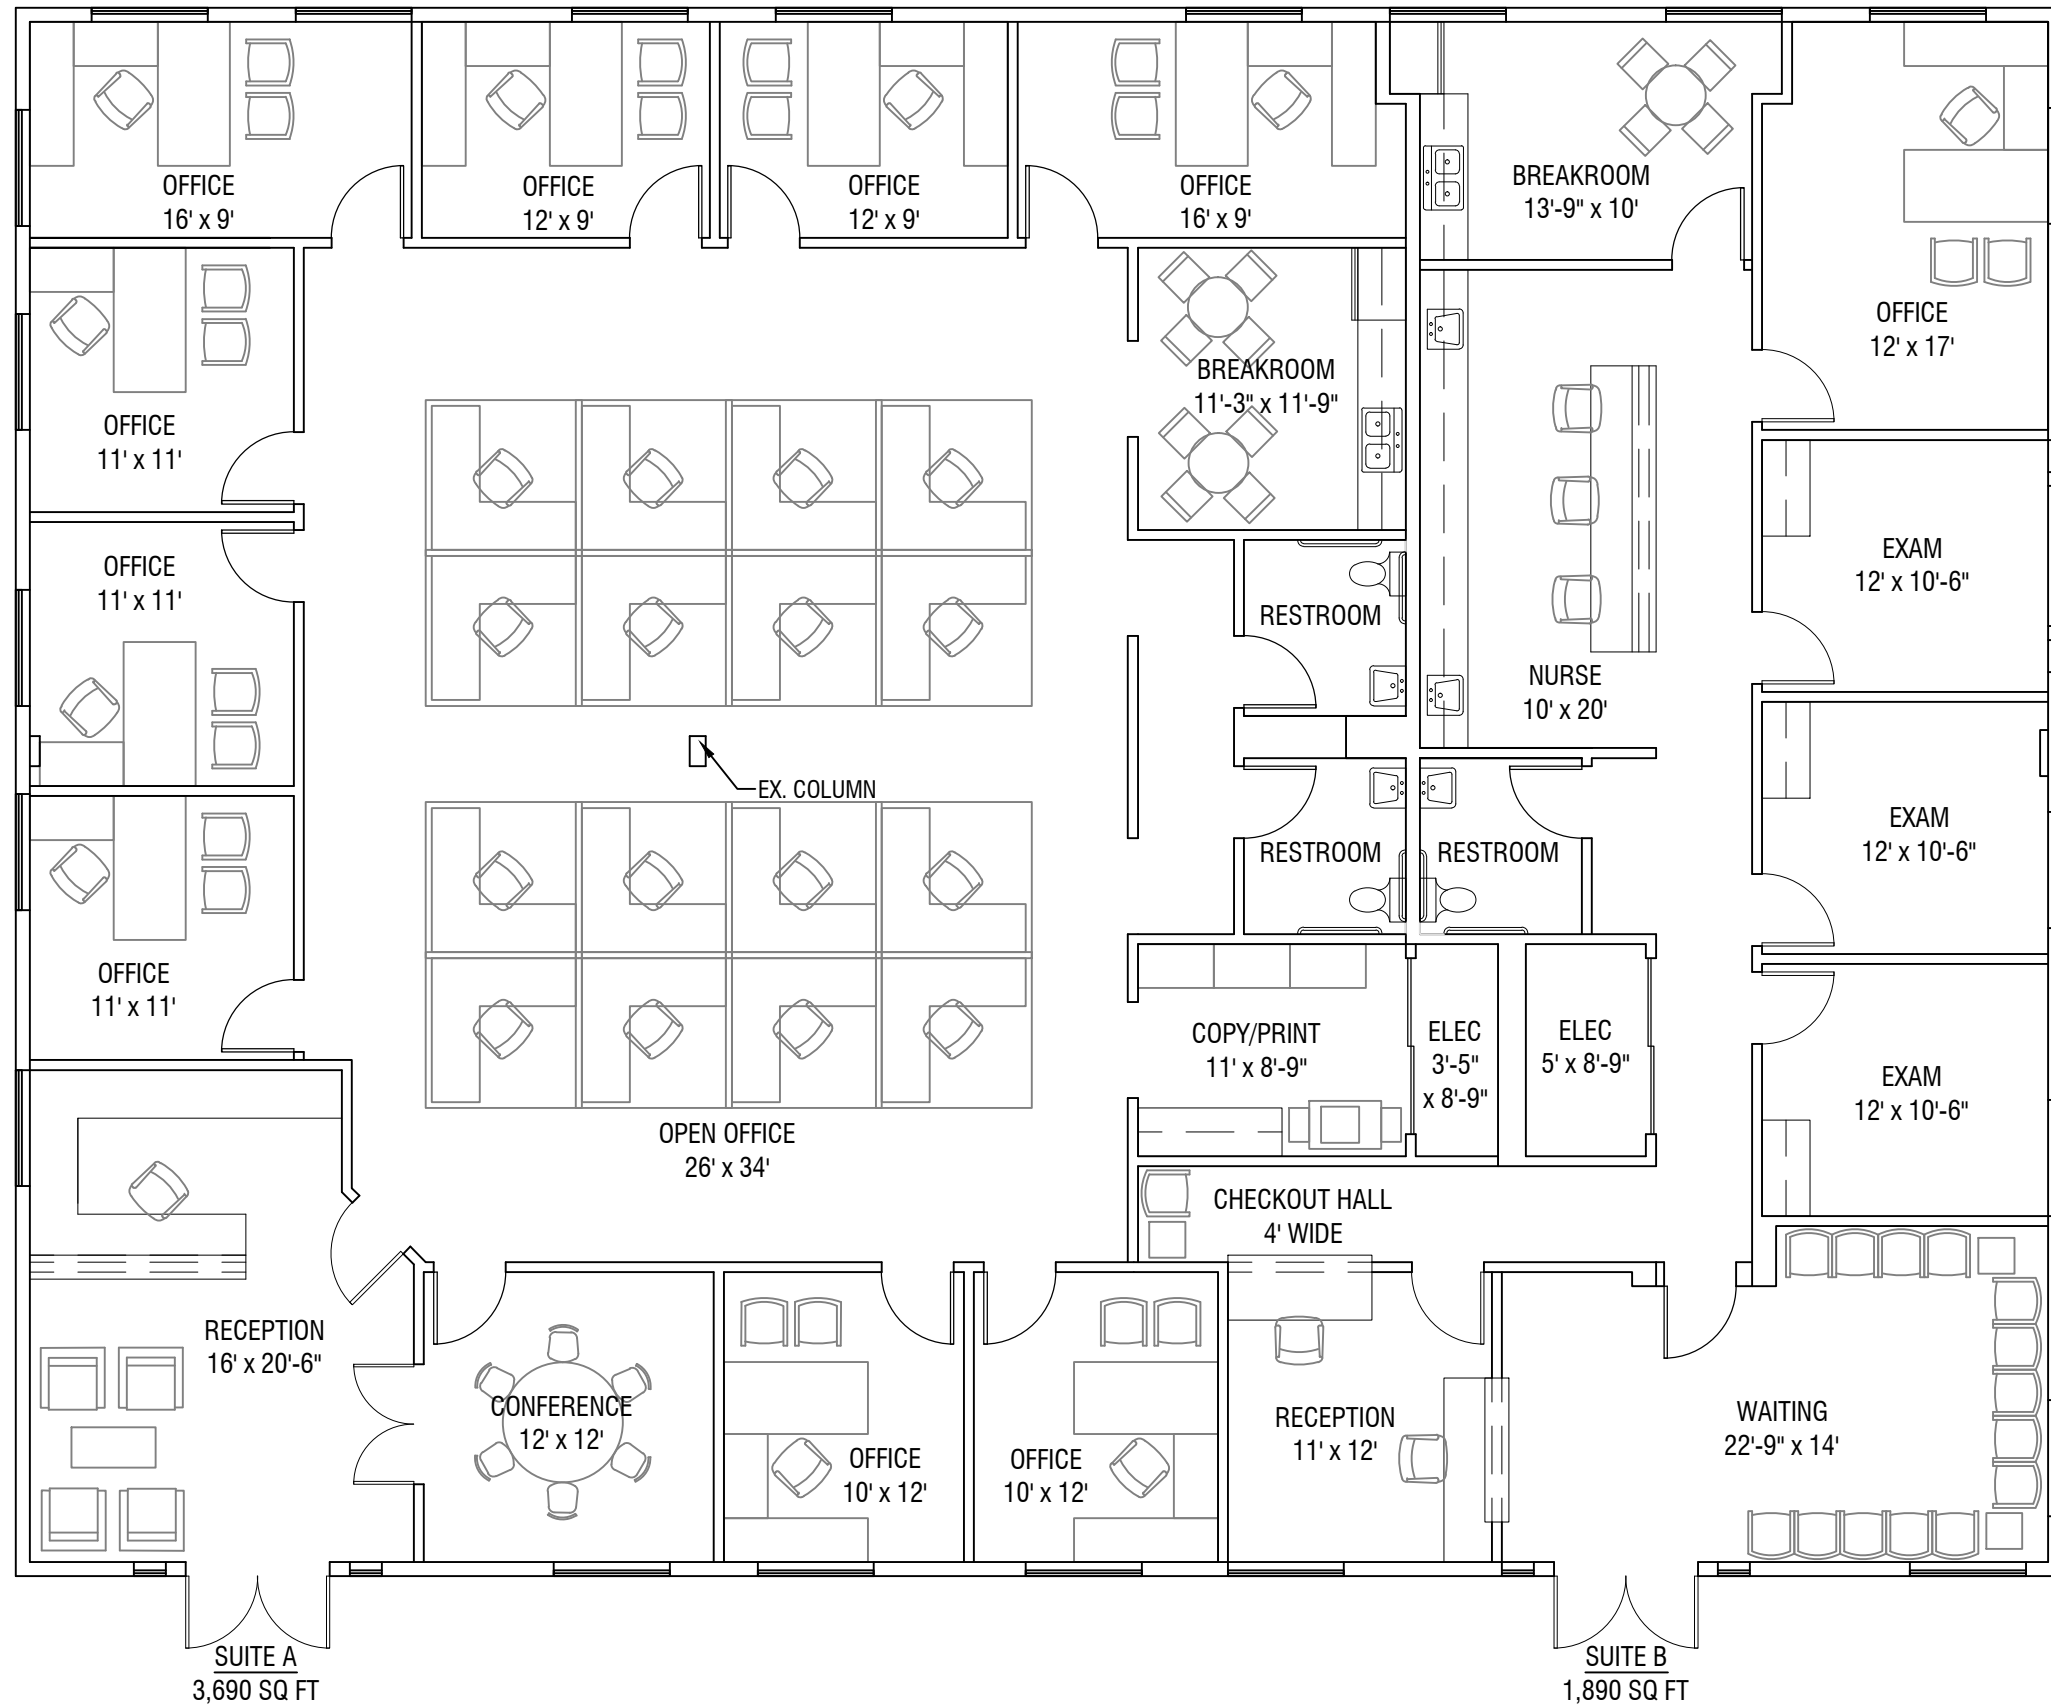 OFFICE
16' x 9'
OFFICE
12' x 9'
OFFICE
12' x 9'
OFFICE
16' x 9'
BREAKROOM
13'-9" x 10'
OFFICE
12' x 17'
BREAKROOM
11'-3" x 11'-9"
OFFICE
11' x 11'
OFFICE
11' x 11'
EXAM
12' x 10'-6"
RESTROOM
NURSE
10' x 20'
EX. COLUMN
EXAM
12' x 10'-6"
RESTROOM
RESTROOM
OFFICE
11' x 11'
COPY/PRINT
11' x 8'-9"
ELEC
3'-5"
x 8'-9"
ELEC
5' x 8'-9"
EXAM
12' x 10'-6"
OPEN OFFICE
26' x 34'
CHECKOUT HALL
4' WIDE
RECEPTION
16' x 20'-6"
CONFERENCE
12' x 12'
OFFICE
10' x 12'
OFFICE
10' x 12'
RECEPTION
11' x 12'
WAITING
22'-9" x 14'
SUITE A
3,690 SQ FT
SUITE B
1,890 SQ FT